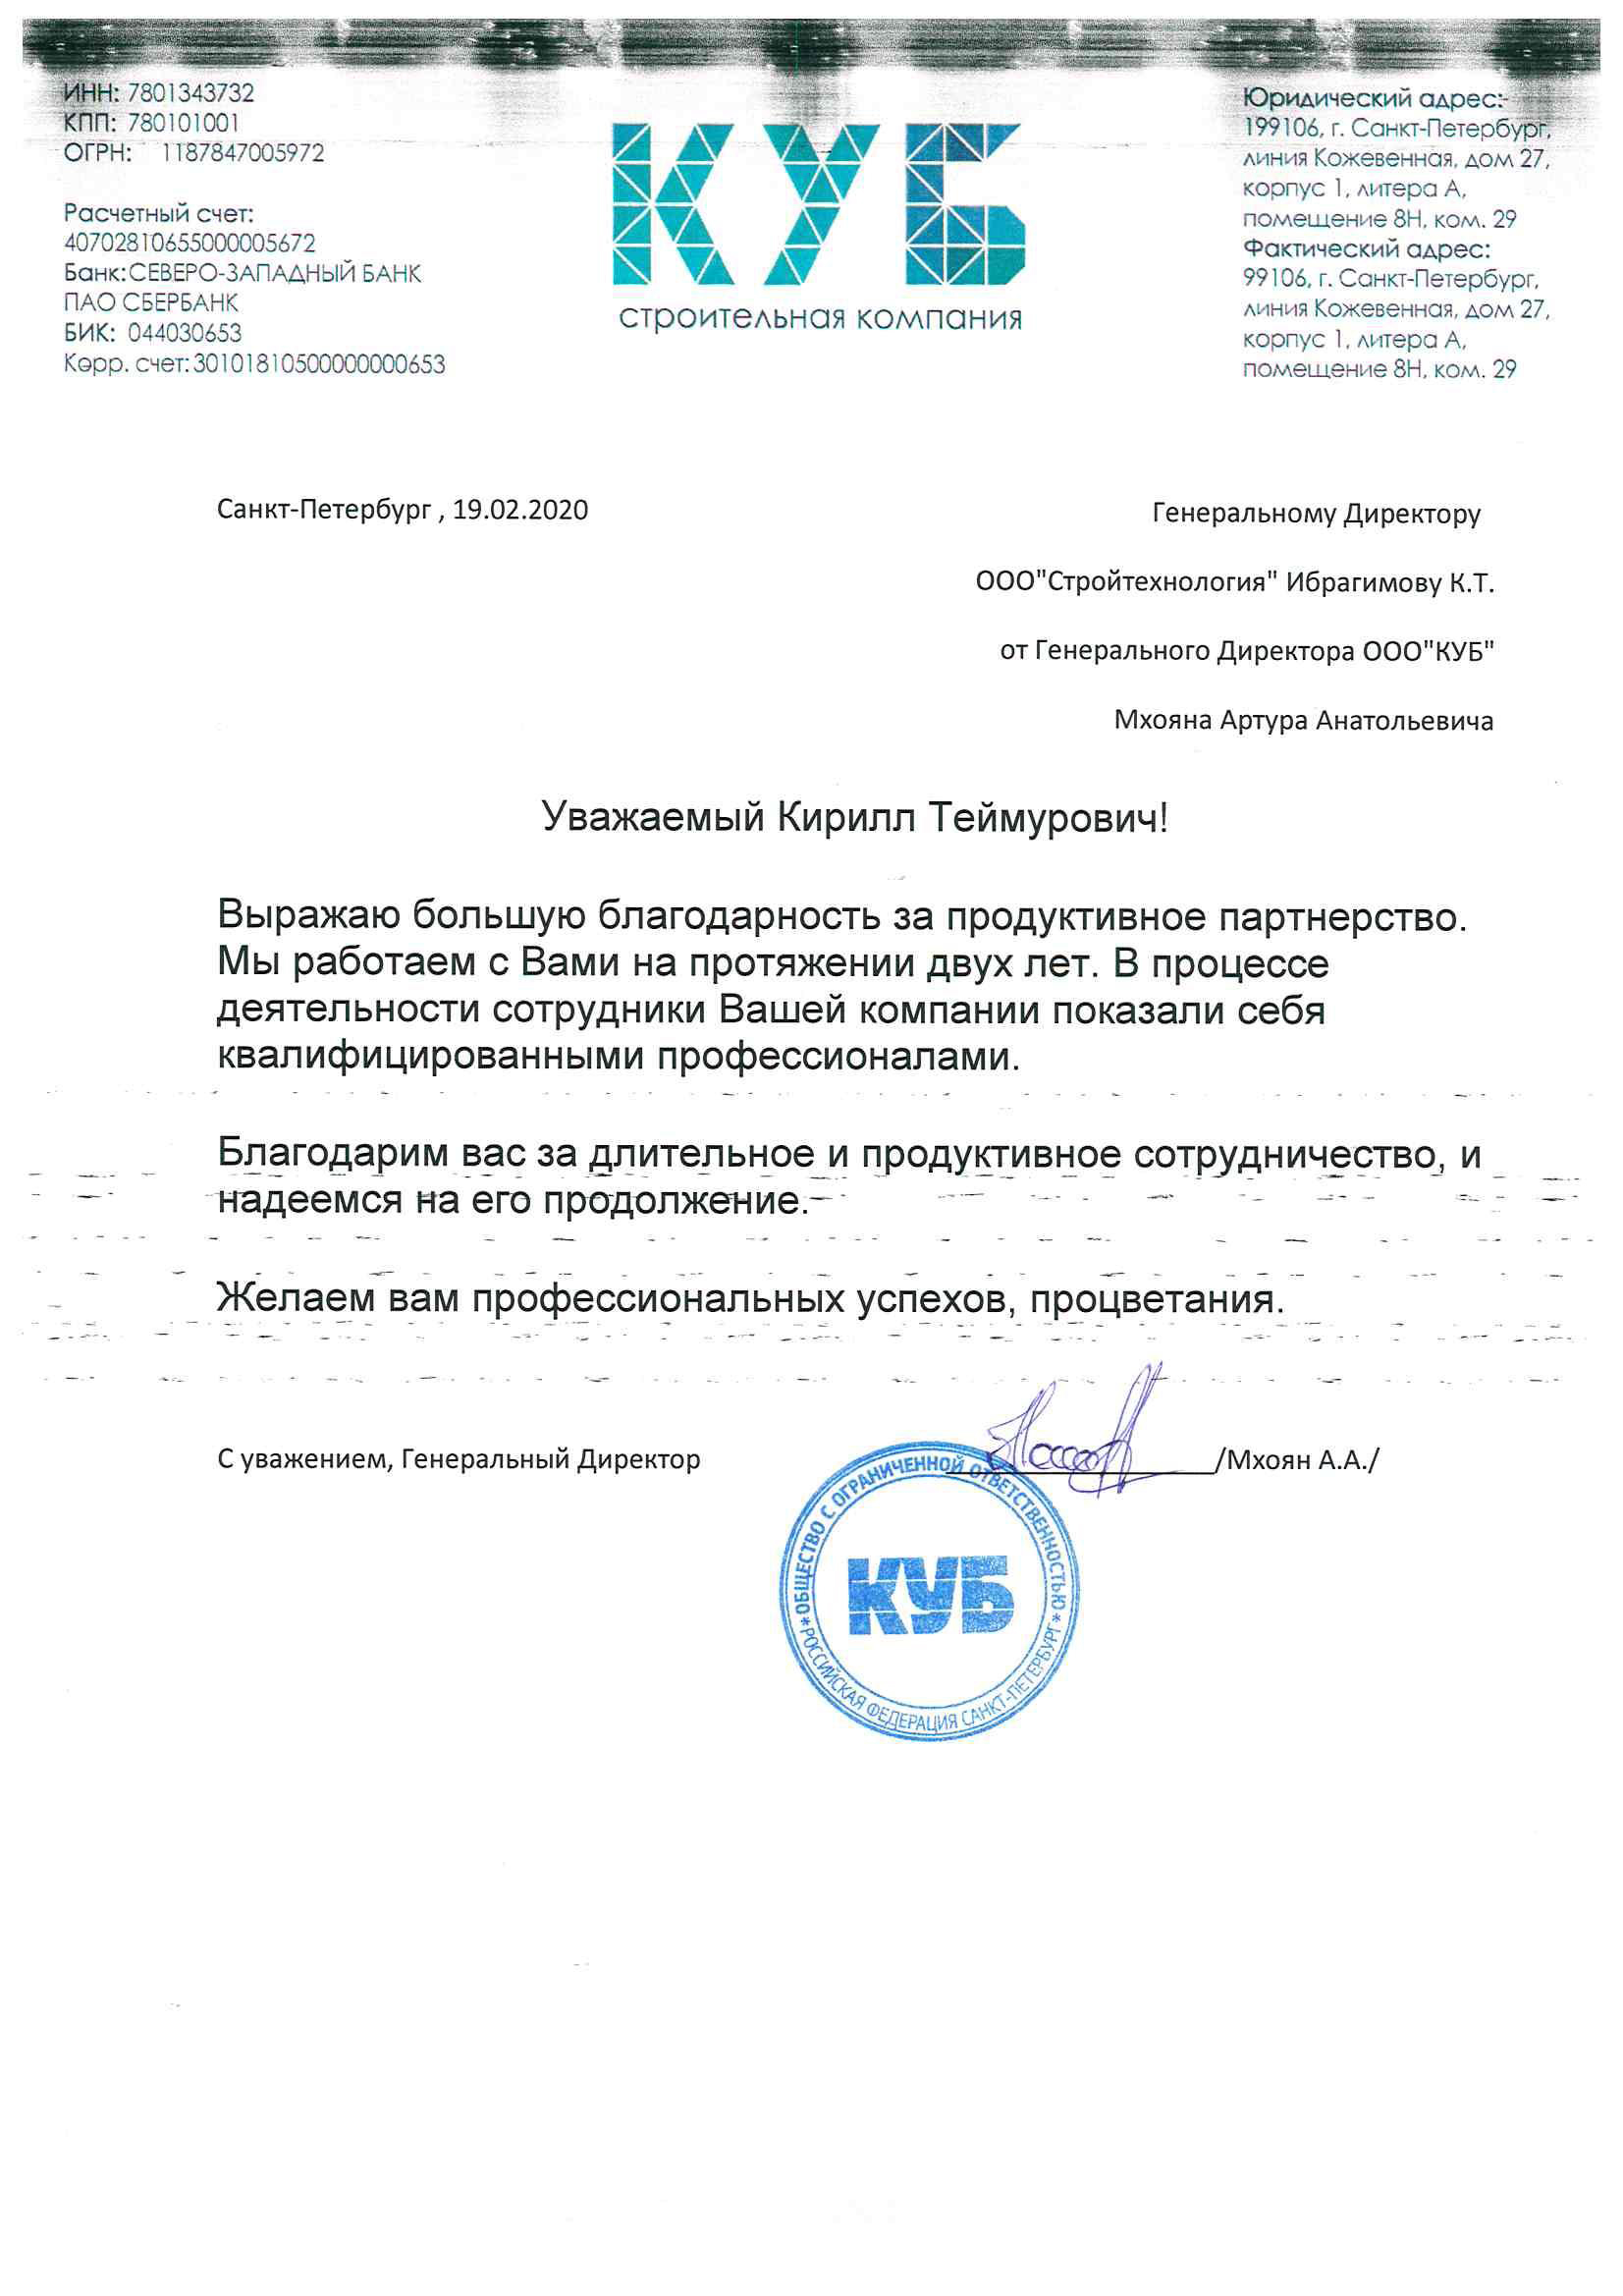 ИНН: 7801343732
КПП: 780101001
ОГРН: 1187847005972
Расчетный счет:
40702810655000005672
Банк: СЕВЕРО-ЗАПАДНЫЙ БАНК
ПАО СБЕРБАНК
БИК: 044030653
Корр. счет: 30101810500000000653
КУБ
строительная компания
Юридический адрес:
199106, г. Санкт-Петербург,
линия Кожевенная, дом 27,
корпус 1, литера А,
помещение 8Н, ком. 29
Фактический адрес:
99106, г. Санкт-Петербург,
линия Кожевенная, дом 27,
корпус 1, литера А,
помещение 8Н, ком. 29
Санкт-Петербург , 19.02.2020
Генеральному Директору
ООО"Стройтехнология" Ибрагимову К.Т.
от Генерального Директора ООО"КУБ"
Мхояна Артура Анатольевича
Уважаемый Кирилл Теймурович!
Выражаю большую благодарность за продуктивное партнерство.
Мы работаем с Вами на протяжении двух лет. В процессе
деятельности сотрудники Вашей компании показали себя
квалифицированными профессионалами.
Благодарим вас за длительное и продуктивное сотрудничество, и
надеемся на его продолжение.
Желаем вам профессиональных успехов, процветания.
С уважением, Генеральный Директор
/Мхоян А.А./
*ОБЩЕСТВО С ОГРАНИЧЕННОЙ ОТВЕТСТВЕННОСТЬЮ*
КУБ
РОССИЙСКАЯ ФЕДЕРАЦИЯ САНКТ-ПЕТЕРБУРГ